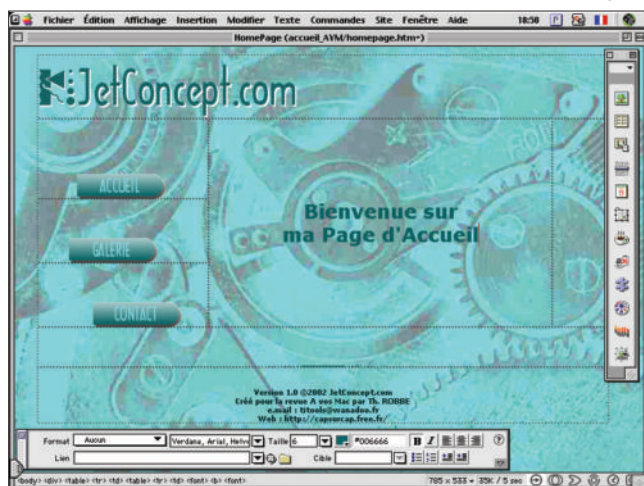 Fichier Édition Affichage Insertion Modifier Texte Commandes Site Fenêtre Aide 18:50
HomePage (accueil_AVM/homepage.htm*)
JetConcept.com
ACCUEIL
Bienvenue sur
ma Page d'Accueil
GALERIE
CONTACT
Version 1.0 ©2002 JetConcept.com
Créé pour la revue A vos Mac par Th. ROBBE
e.mail : titools@wanadoo.fr
Web : http://capsurcap.free.fr/
Format Aucun Verdana, Arial, Helve Taille 6 #006666 B I
Lien Cible
<body> <div> <table> <tr> <td> <table> <tr> <td> <font> <b> <font> 785 x 533 35K / 5 sec